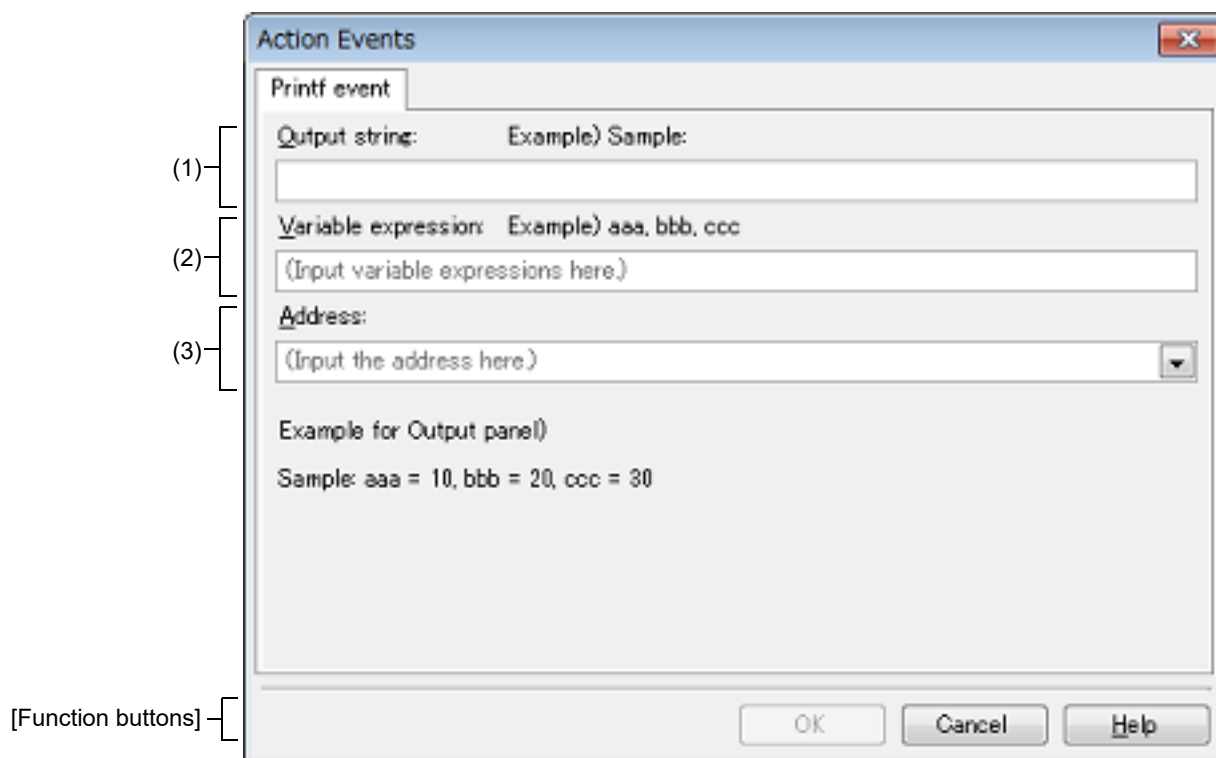 Action Events
Printf event
(1)
Output string: Example) Sample:
(2)
Variable expression: Example) aaa, bbb, ccc
(Input variable expressions here.)
(3)
Address:
(Input the address here.)
Example for Output panel)
Sample: aaa = 10, bbb = 20, ccc = 30
[Function buttons]
OK Cancel Help